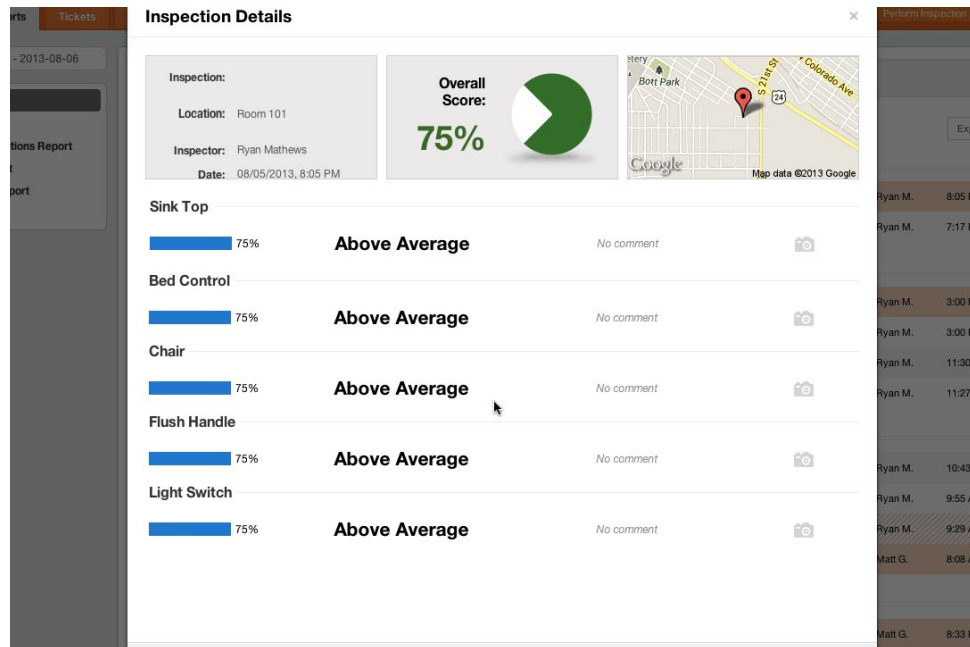 orts
Tickets
Inspection Details
×
Perform Inspection
- 2013-08-06
Inspection:
Location: Room 101
Inspector: Ryan Mathews
Date: 08/05/2013, 8:05 PM
Overall
Score:
75%
etery
Bott Park
S 21st St
Colorado Ave
24
Google
Map data ©2013 Google
tions Report
t
port
Exp
Sink Top
75% Above Average No comment
Bed Control
75% Above Average No comment
Chair
75% Above Average No comment
Flush Handle
75% Above Average No comment
Light Switch
75% Above Average No comment
Ryan M. 8:05
Ryan M. 7:17
Ryan M. 3:00
Ryan M. 3:00
Ryan M. 11:30
Ryan M. 11:27
Ryan M. 10:43
Ryan M. 9:55
Ryan M. 9:29
Matt G. 8:08
Matt G. 8:33